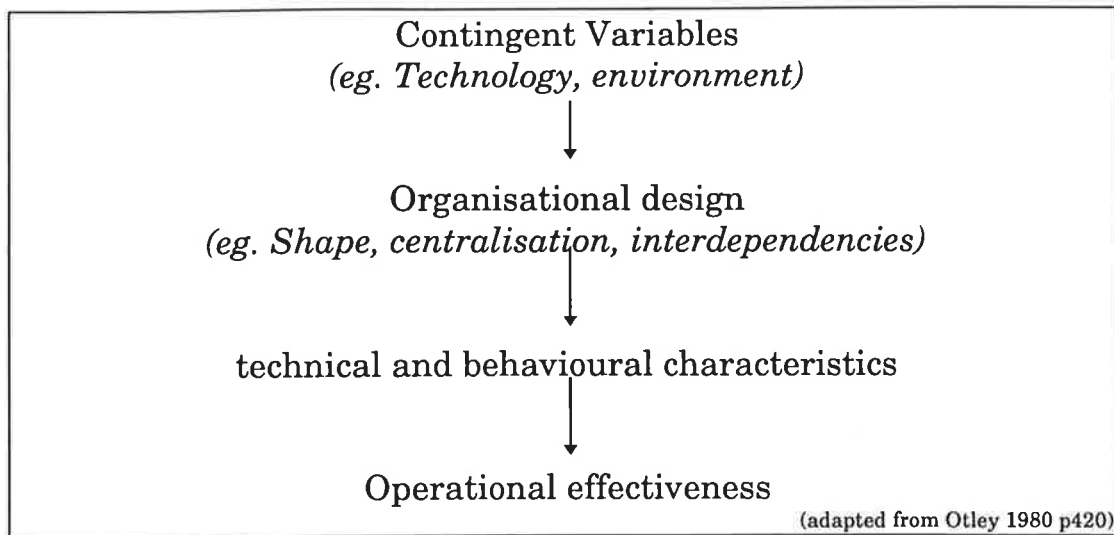 Contingent Variables
(eg. Technology, environment)
Organisational design
(eg. Shape, centralisation, interdependencies)
technical and behavioural characteristics
Operational effectiveness
(adapted from Otley 1980 p420)